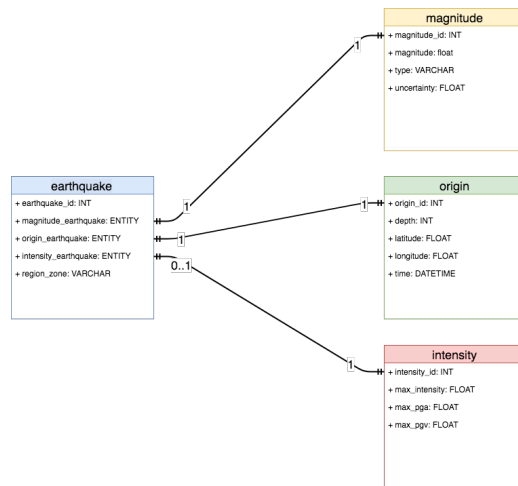 magnitude
+ magnitude_id: INT
+ magnitude: float
+ type: VARCHAR
+ uncertainty: FLOAT
1
1
earthquake
+ earthquake_id: INT
+ magnitude_earthquake: ENTITY
+ origin_earthquake: ENTITY
+ intensity_earthquake: ENTITY
+ region_zone: VARCHAR
1
1
0..1
1
origin
+ origin_id: INT
+ depth: INT
+ latitude: FLOAT
+ longitude: FLOAT
+ time: DATETIME
intensity
+ intensity_id: INT
+ max_intensity: FLOAT
+ max_pga: FLOAT
+ max_pgv: FLOAT